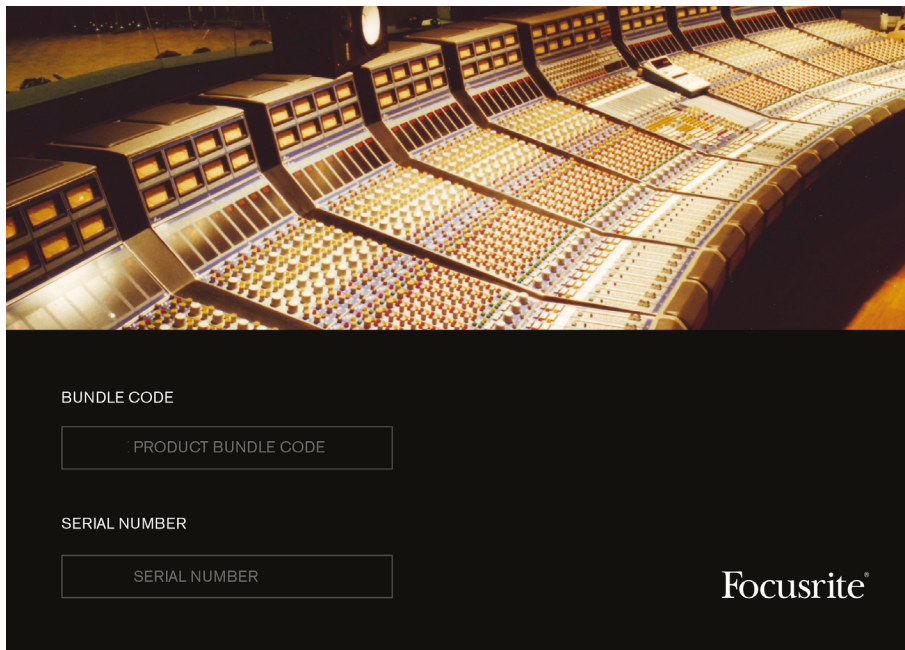 BUNDLE CODE
PRODUCT BUNDLE CODE
SERIAL NUMBER
SERIAL NUMBER
Focusrite®